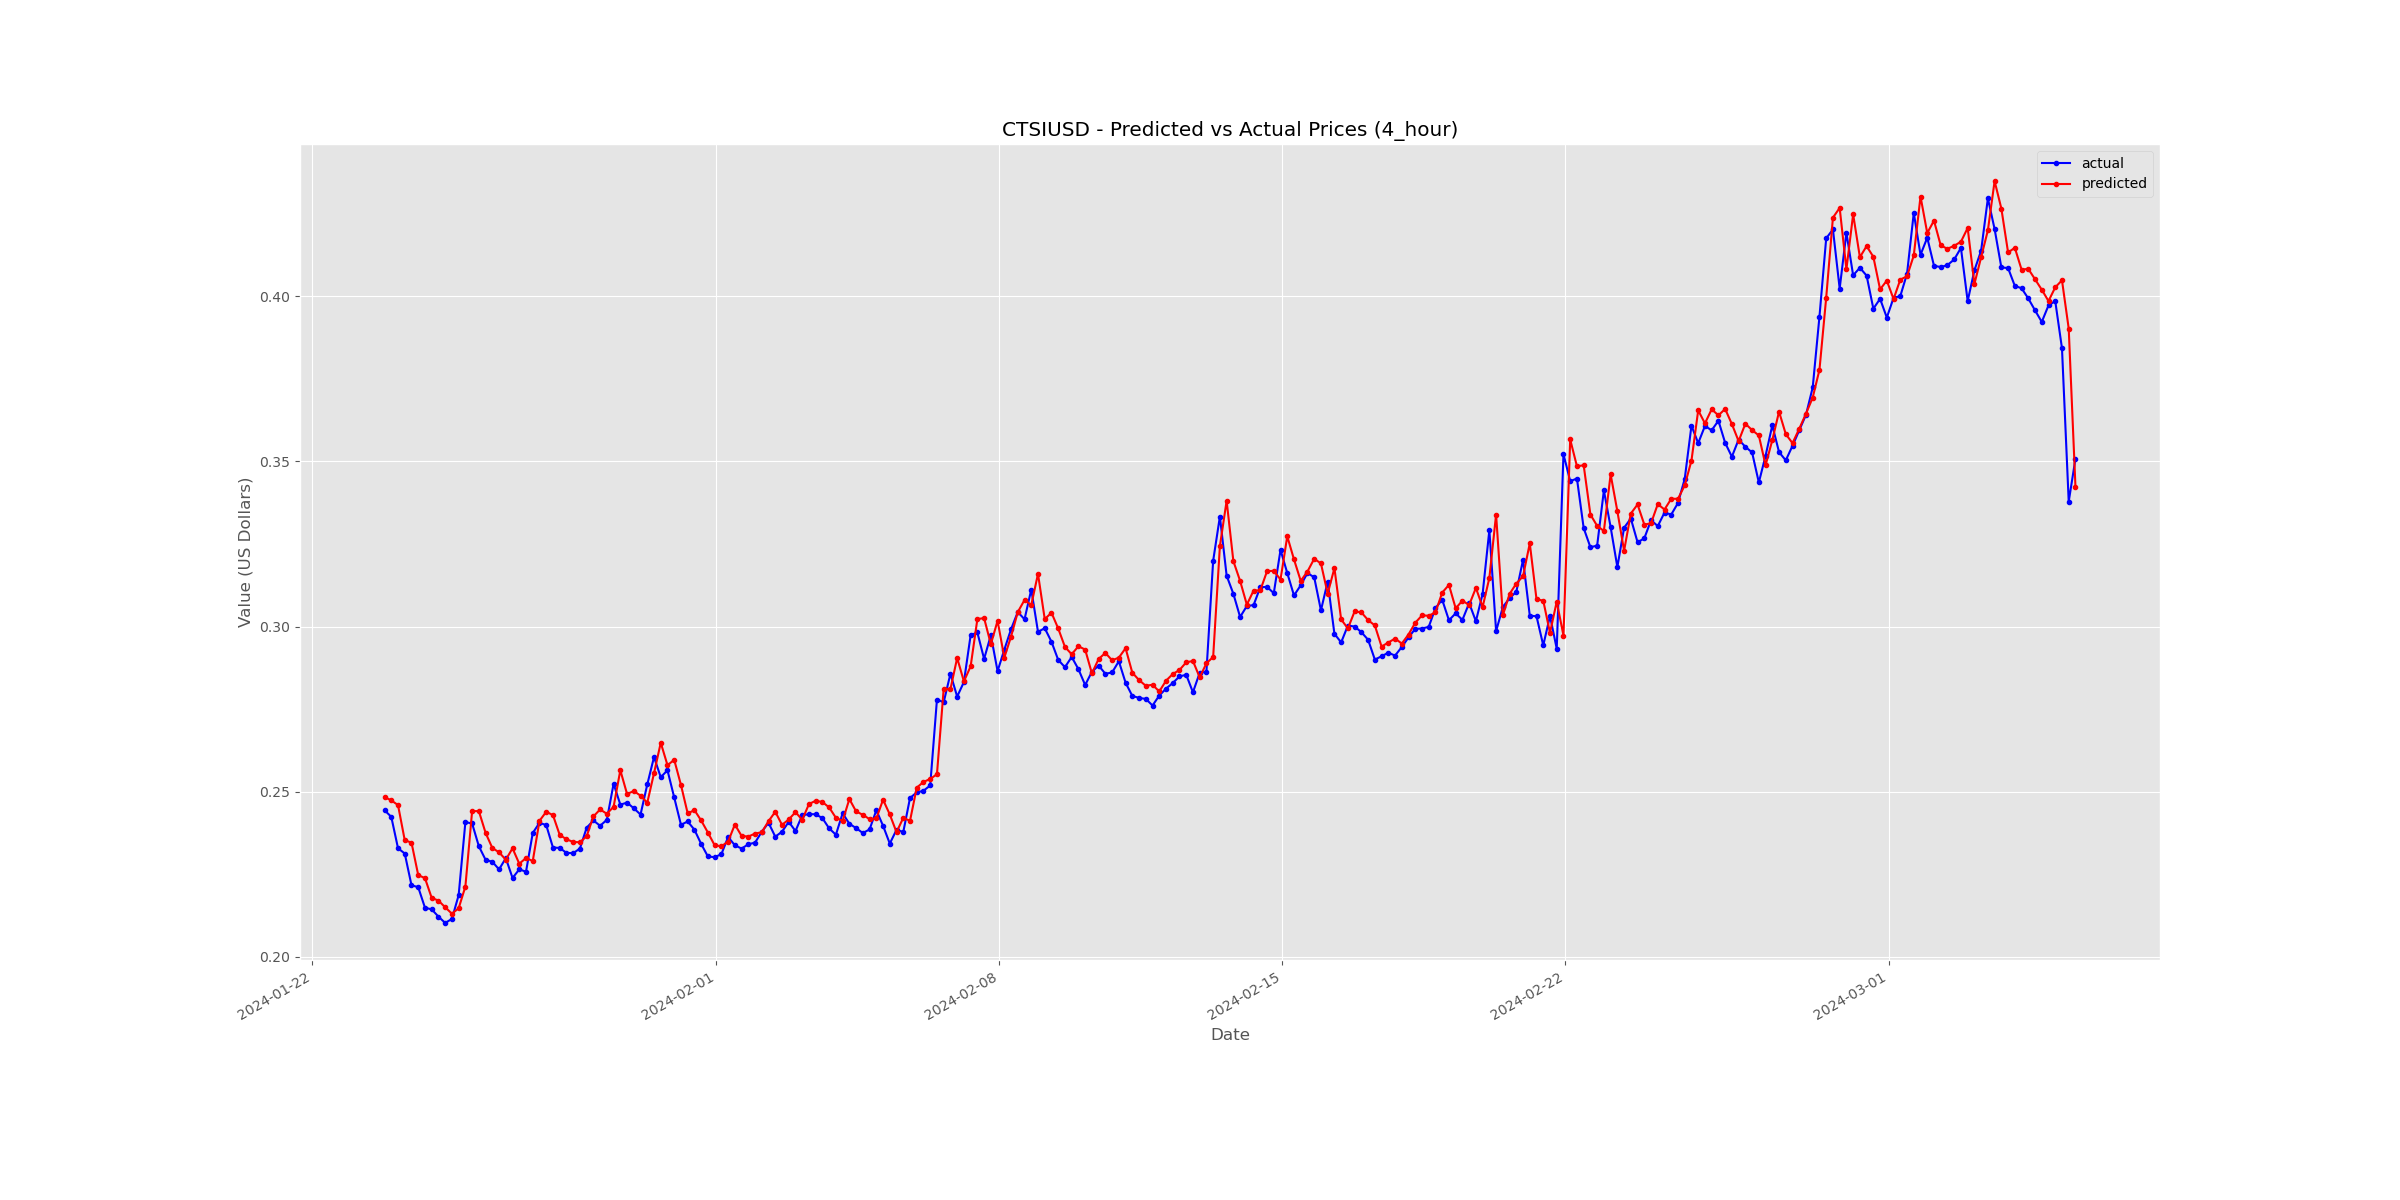 CTSIUSD - Predicted vs Actual Prices (4_hour)
actual
predicted
Value (US Dollars)
0.40
0.35
0.30
0.25
0.20
2024-01-22
2024-02-01
2024-02-08
2024-02-15
2024-02-22
2024-03-01
Date